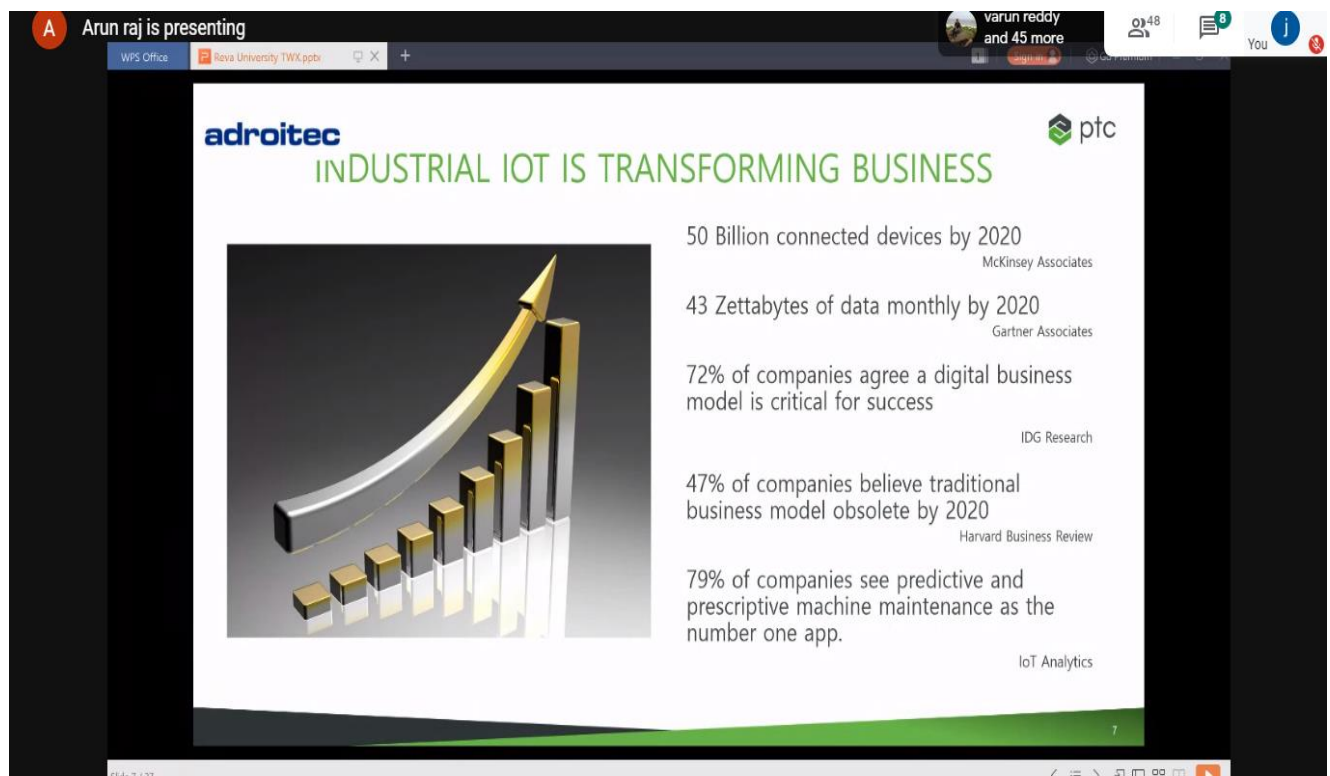 A
Arun raj is presenting
varun reddy
and 45 more
48
8
You
j
WPS Office
Reva University TWX.pptx
Sign in
Go Premium
adroitec
ptc
INDUSTRIAL IOT IS TRANSFORMING BUSINESS
50 Billion connected devices by 2020
McKinsey Associates
43 Zettabytes of data monthly by 2020
Gartner Associates
72% of companies agree a digital business
model is critical for success
IDG Research
47% of companies believe traditional
business model obsolete by 2020
Harvard Business Review
79% of companies see predictive and
prescriptive machine maintenance as the
number one app.
IoT Analytics
7